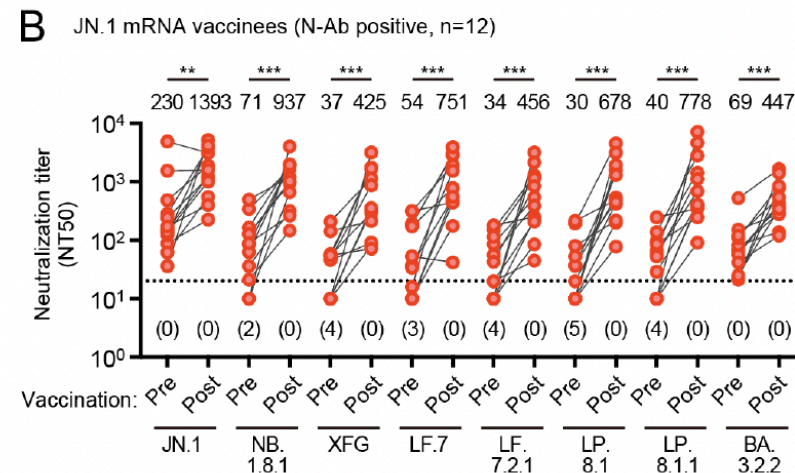 B JN.1 mRNA vaccinees (N-Ab positive, n=12)
** *** *** *** *** *** *** ***
230 1393 71 937 37 425 54 751 34 456 30 678 40 778 69 447
10⁴
10³
10²
10¹
10⁰
Neutralization titer
(NT50)
(0) (0) (2) (0) (4) (0) (3) (0) (4) (0) (5) (0) (4) (0) (0) (0)
Vaccination: Pre Post Pre Post Pre Post Pre Post Pre Post Pre Post Pre Post Pre Post
JN.1 NB. XFG LF.7 LF. LP. LP. BA.
1.8.1 7.2.1 8.1 8.1.1 3.2.2